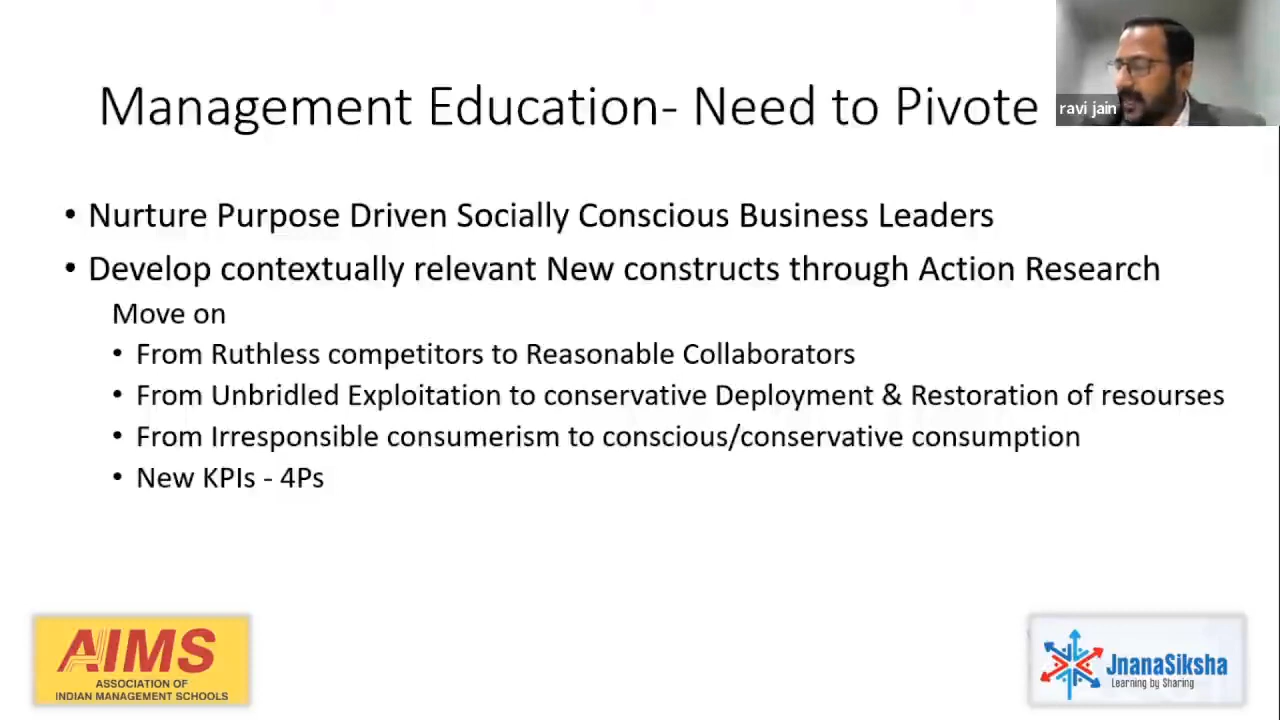 Management Education- Need to Pivote
ravi jain
• Nurture Purpose Driven Socially Conscious Business Leaders
• Develop contextually relevant New constructs through Action Research
Move on
• From Ruthless competitors to Reasonable Collaborators
• From Unbridled Exploitation to conservative Deployment & Restoration of resourses
• From Irresponsible consumerism to conscious/conservative consumption
• New KPIs - 4Ps
AIMS
ASSOCIATION OF
INDIAN MANAGEMENT SCHOOLS
JnanaSiksha
Learning by Sharing